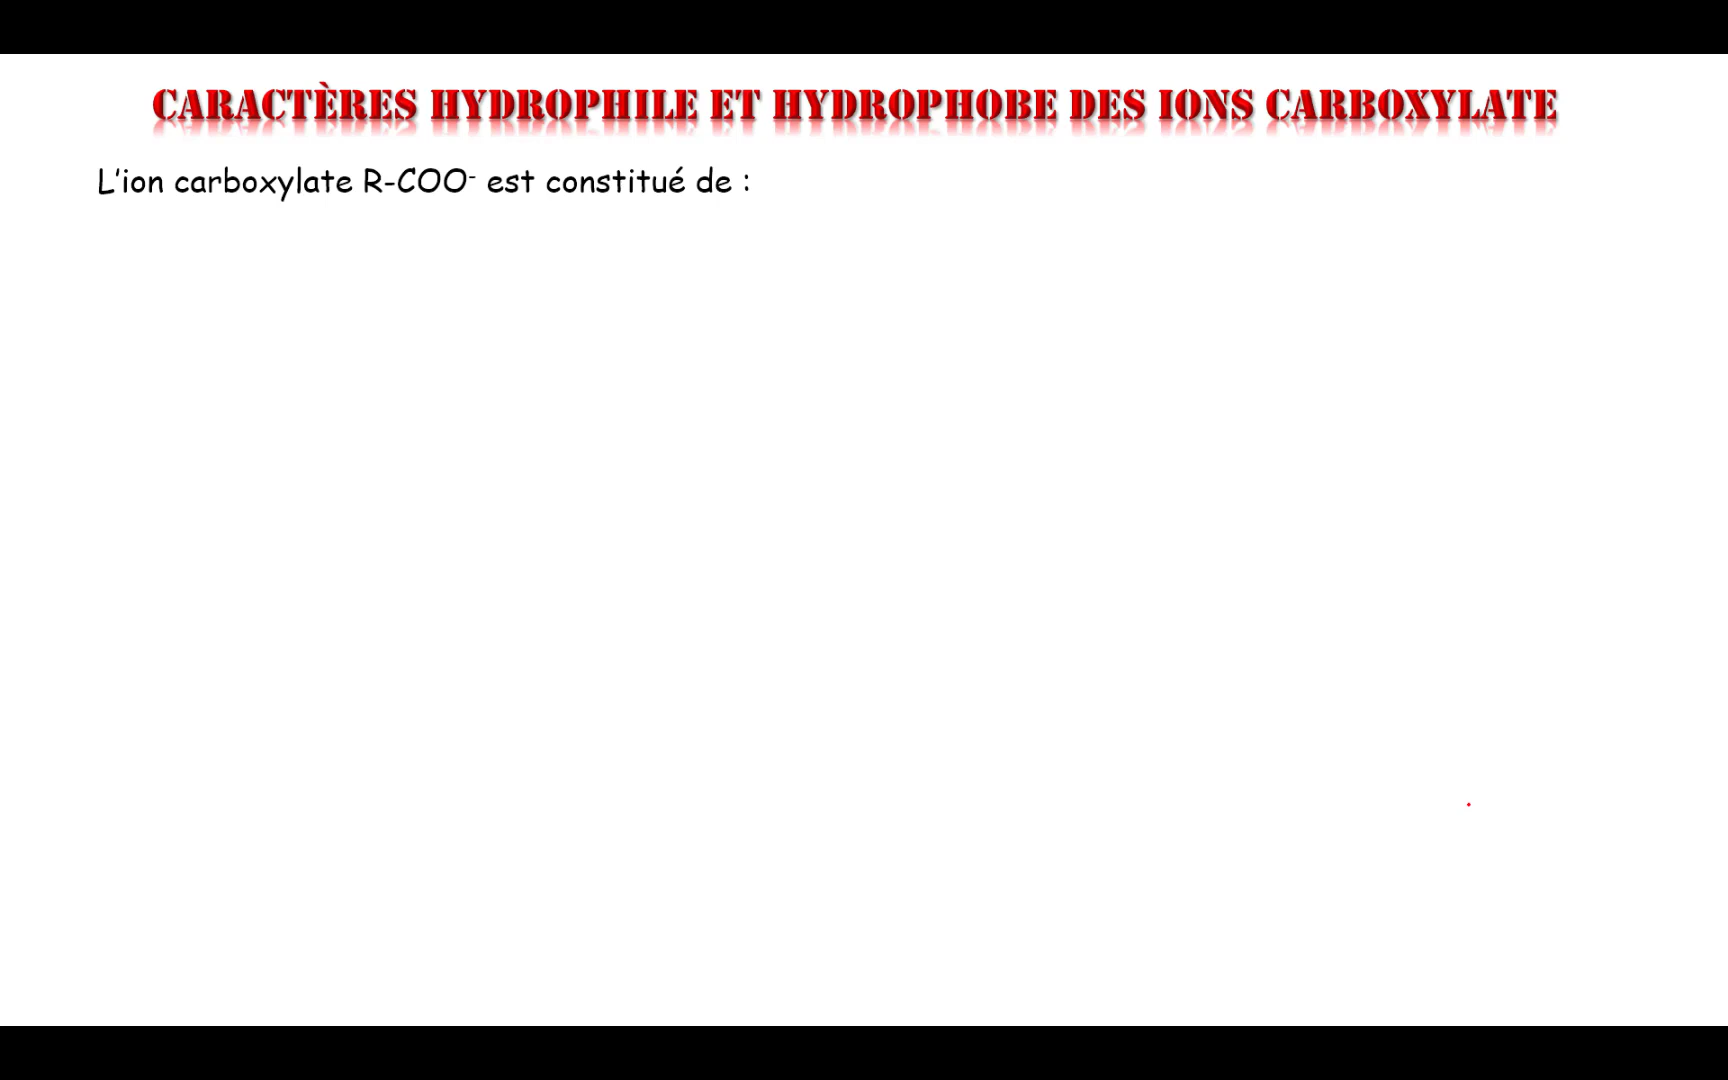 CARACTÈRES HYDROPHILE ET HYDROPHOBE DES IONS CARBOXYLATE
L’ion carboxylate R-COO⁻ est constitué de :